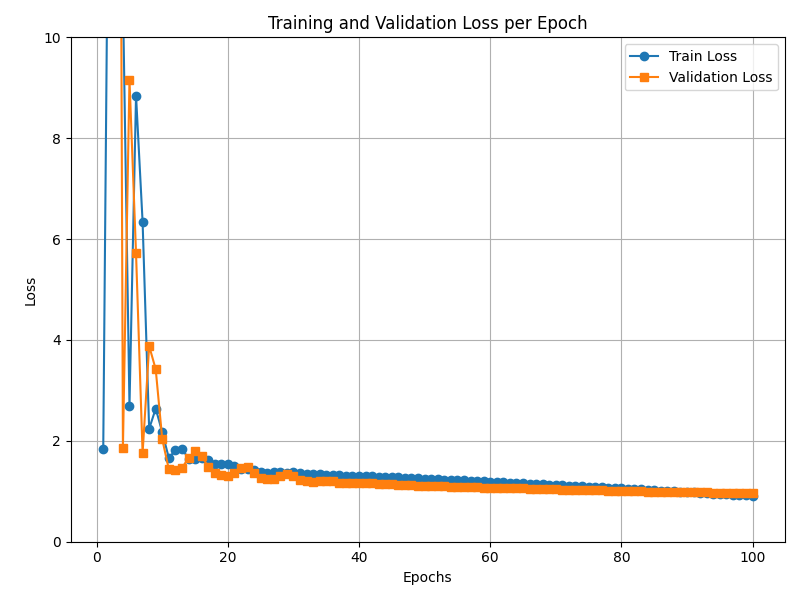 Training and Validation Loss per Epoch
Train Loss
Validation Loss
Loss
10
8
6
4
2
0
0 20 40 60 80 100
Epochs